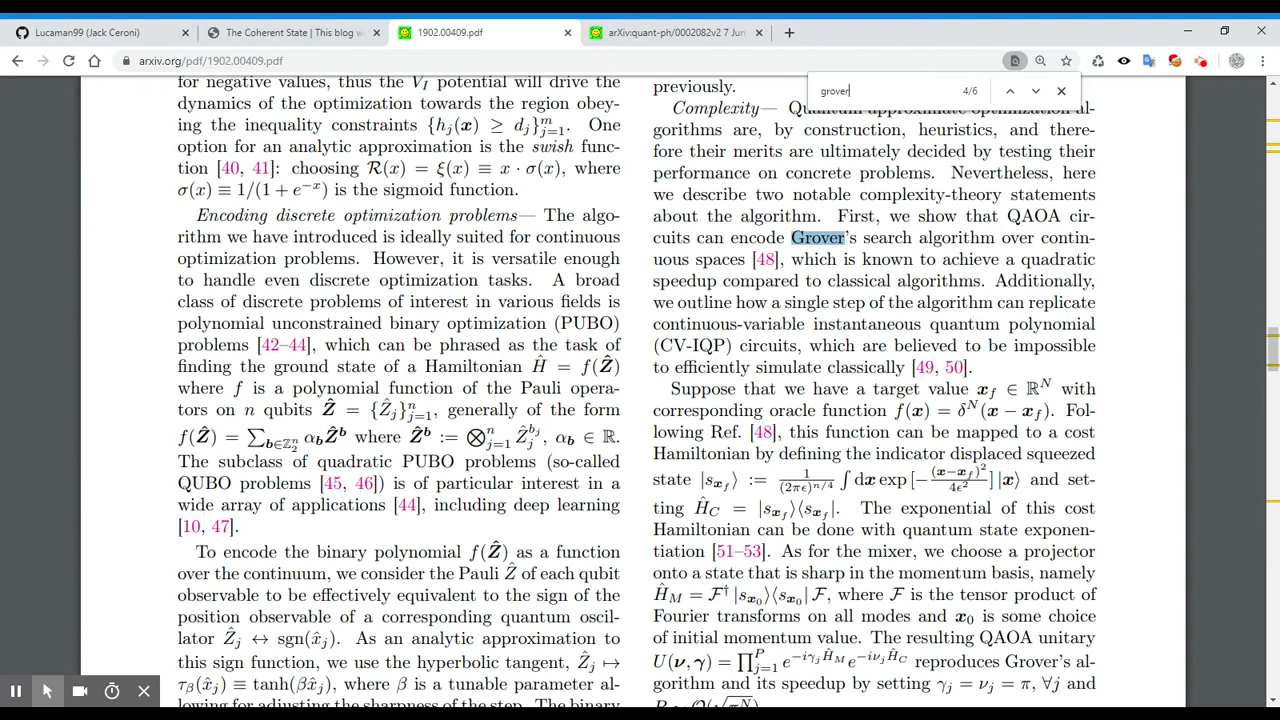 Lucaman99 (Jack Ceroni)
The Coherent State | This blog w
1902.00409.pdf
arXiv:quant-ph/0002082v2 7 Jun
arxiv.org/pdf/1902.00409.pdf
grover
4/6
for negative values, thus the V_I potential will drive the
dynamics of the optimization towards the region obey-
ing the inequality constraints {h_j(x) ≥ d_j}^m_{j=1}. One
option for an analytic approximation is the swish func-
tion [40, 41]: choosing R(x) = ξ(x) ≡ x · σ(x), where
σ(x) ≡ 1/(1 + e^{−x}) is the sigmoid function.
Encoding discrete optimization problems— The algo-
rithm we have introduced is ideally suited for continuous
optimization problems. However, it is versatile enough
to handle even discrete optimization tasks. A broad
class of discrete problems of interest in various fields is
polynomial unconstrained binary optimization (PUBO)
problems [42–44], which can be phrased as the task of
finding the ground state of a Hamiltonian Ĥ = f(Ẑ)
where f is a polynomial function of the Pauli opera-
tors on n qubits Ẑ = {Ẑ_j}^n_{j=1}, generally of the form
f(Ẑ) = ∑_{b∈ℤ^n_2} α_b Ẑ^b where Ẑ^b := ⊗^n_{j=1} Ẑ_j^{b_j}, α_b ∈ ℝ.
The subclass of quadratic PUBO problems (so-called
QUBO problems [45, 46]) is of particular interest in a
wide array of applications [44], including deep learning
[10, 47].
To encode the binary polynomial f(Ẑ) as a function
over the continuum, we consider the Pauli Ẑ of each qubit
observable to be effectively equivalent to the sign of the
position observable of a corresponding quantum oscil-
lator Ẑ_j ↔ sgn(x̂_j). As an analytic approximation to
this sign function, we use the hyperbolic tangent, Ẑ_j ↦
τ_β(x̂_j) ≡ tanh(βx̂_j), where β is a tunable parameter al-
lowing for adjusting the sharpness of the step. The binary
previously.
Complexity— Quantum approximate optimization al-
gorithms are, by construction, heuristics, and there-
fore their merits are ultimately decided by testing their
performance on concrete problems. Nevertheless, here
we describe two notable complexity-theory statements
about the algorithm. First, we show that QAOA cir-
cuits can encode Grover's search algorithm over contin-
uous spaces [48], which is known to achieve a quadratic
speedup compared to classical algorithms. Additionally,
we outline how a single step of the algorithm can replicate
continuous-variable instantaneous quantum polynomial
(CV-IQP) circuits, which are believed to be impossible
to efficiently simulate classically [49, 50].
Suppose that we have a target value x_f ∈ ℝ^N with
corresponding oracle function f(x) = δ^N(x − x_f). Fol-
lowing Ref. [48], this function can be mapped to a cost
Hamiltonian by defining the indicator displaced squeezed
state |s_{x_f}⟩ := 1/(2πϵ)^{n/4} ∫ dx exp[−(x−x_f)^2/4ϵ^2] |x⟩ and set-
ting Ĥ_C = |s_{x_f}⟩⟨s_{x_f}|. The exponential of this cost
Hamiltonian can be done with quantum state exponen-
tiation [51–53]. As for the mixer, we choose a projector
onto a state that is sharp in the momentum basis, namely
Ĥ_M = F^† |s_{x_0}⟩⟨s_{x_0}| F, where F is the tensor product of
Fourier transforms on all modes and x_0 is some choice
of initial momentum value. The resulting QAOA unitary
U(ν, γ) = ∏^P_{j=1} e^{−iγ_jĤ_M} e^{−iν_jĤ_C} reproduces Grover's al-
gorithm and its speedup by setting γ_j = ν_j = π, ∀j and